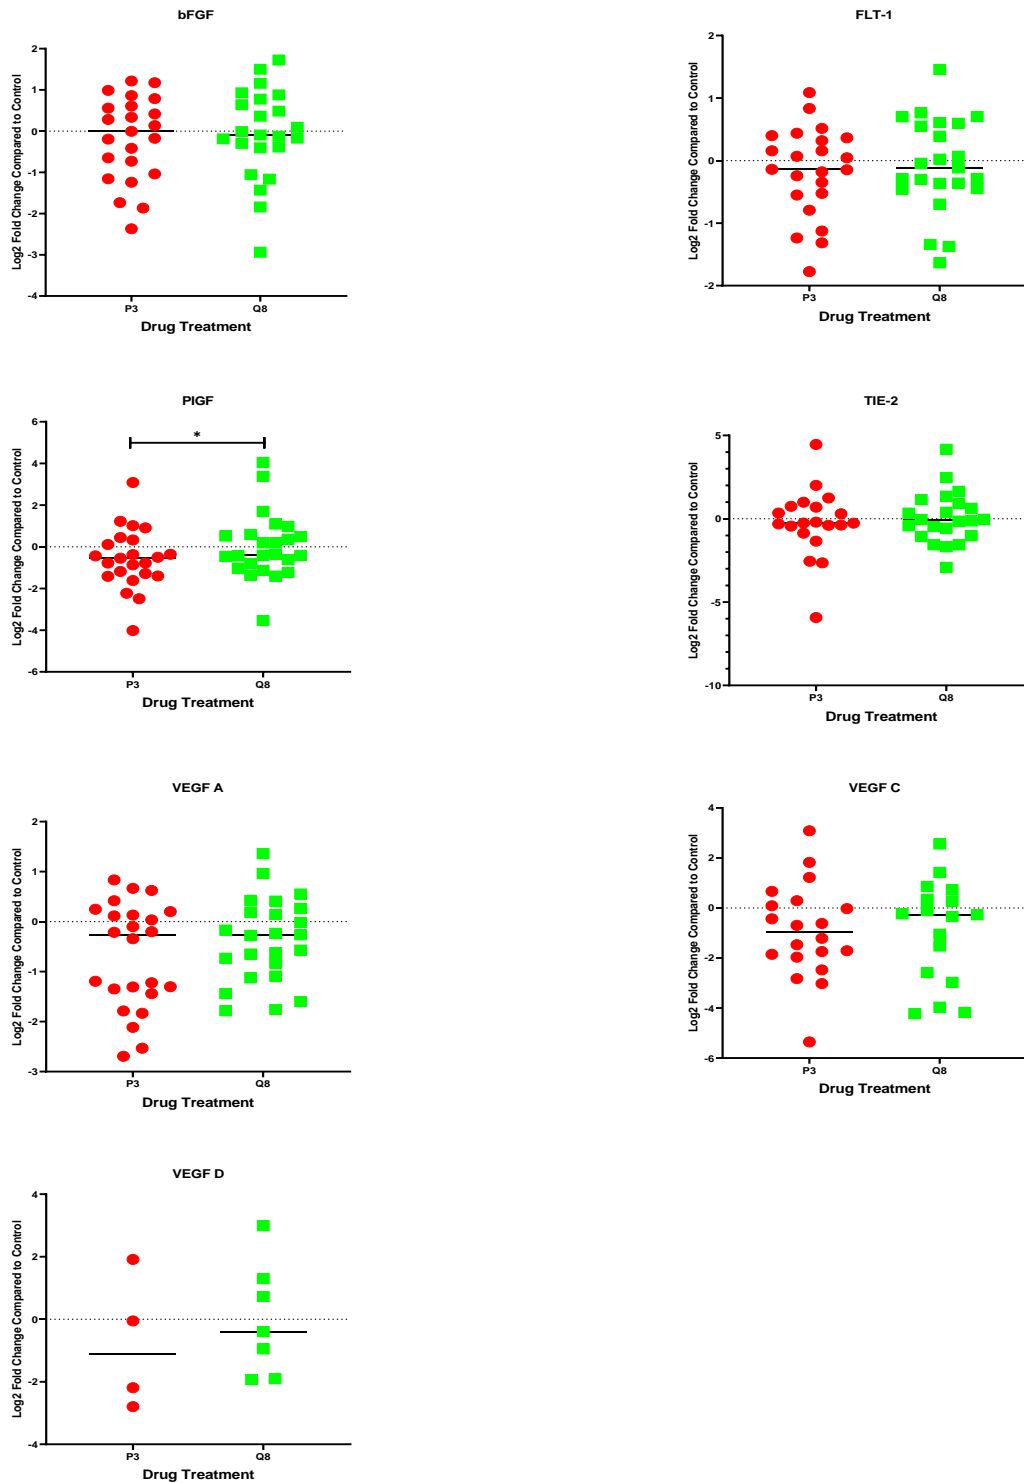 bFGF
Log2 Fold Change Compared to Control
2
1
0
-1
-2
-3
-4
P3
Q8
Drug Treatment
FLT-1
Log2 Fold Change Compared to Control
2
1
0
-1
-2
P3
Q8
Drug Treatment
PIGF
Log2 Fold Change Compared to Control
6
4
2
0
-2
-4
-6
*
P3
Q8
Drug Treatment
TIE-2
Log2 Fold Change Compared to Control
5
0
-5
-10
P3
Q8
Drug Treatment
VEGF A
Log2 Fold Change Compared to Control
2
1
0
-1
-2
-3
P3
Q8
Drug Treatment
VEGF C
Log2 Fold Change Compared to Control
4
2
0
-2
-4
-6
P3
Q8
Drug Treatment
VEGF D
Log2 Fold Change Compared to Control
4
2
0
-2
-4
P3
Q8
Drug Treatment